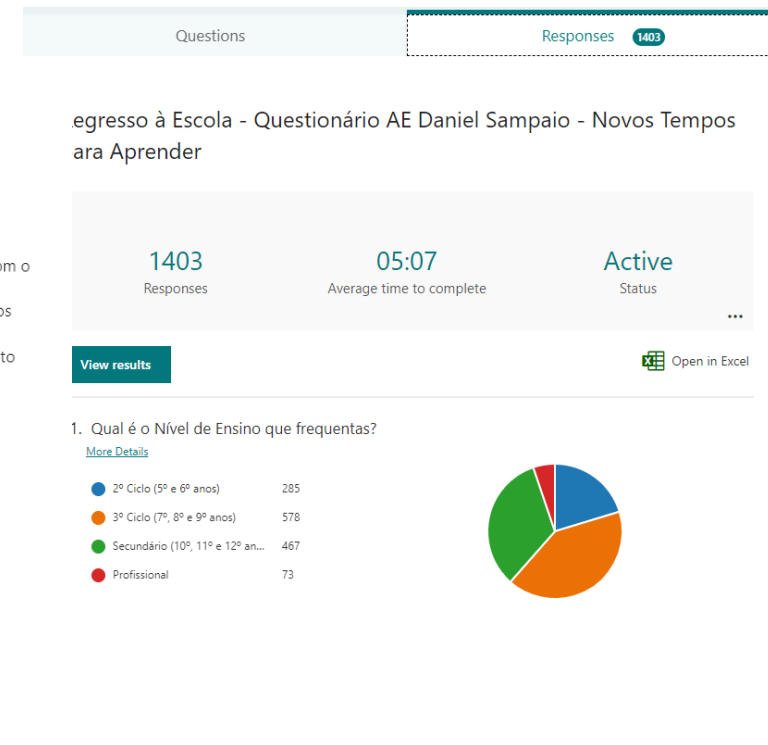 Questions
Responses 1403
egresso à Escola - Questionário AE Daniel Sampaio - Novos Tempos
ara Aprender
om o
os
to
1403
Responses
05:07
Average time to complete
Active
Status
...
View results
Open in Excel
1. Qual é o Nível de Ensino que frequentas?
More Details
2º Ciclo (5º e 6º anos) 285
3º Ciclo (7º, 8º e 9º anos) 578
Secundário (10º, 11º e 12º an... 467
Profissional 73